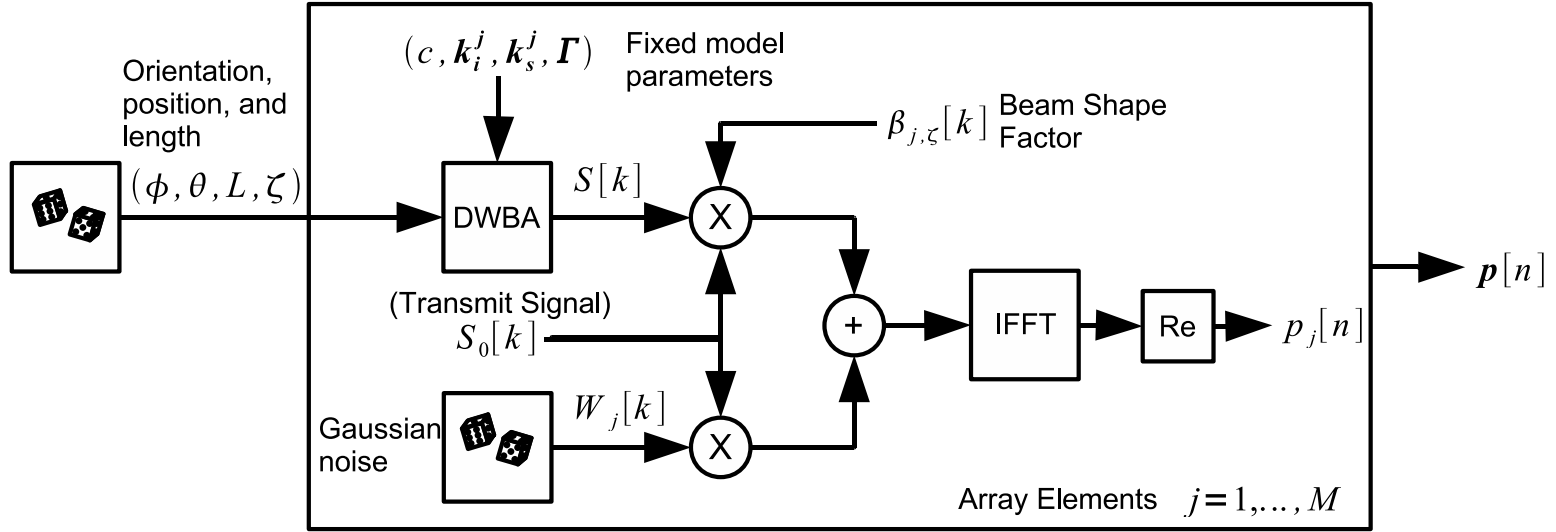 Orientation,
position, and
length
(ϕ, θ, L, ζ)
(c, k_i^j, k_s^j, Γ)
Fixed model
parameters
β_{j,ζ}[k]
Beam Shape
Factor
DWBA
S[k]
X
(Transmit Signal)
S_0[k]
+
IFFT
Re
p_j[n]
p[n]
Gaussian
noise
W_j[k]
X
Array Elements j=1,..., M